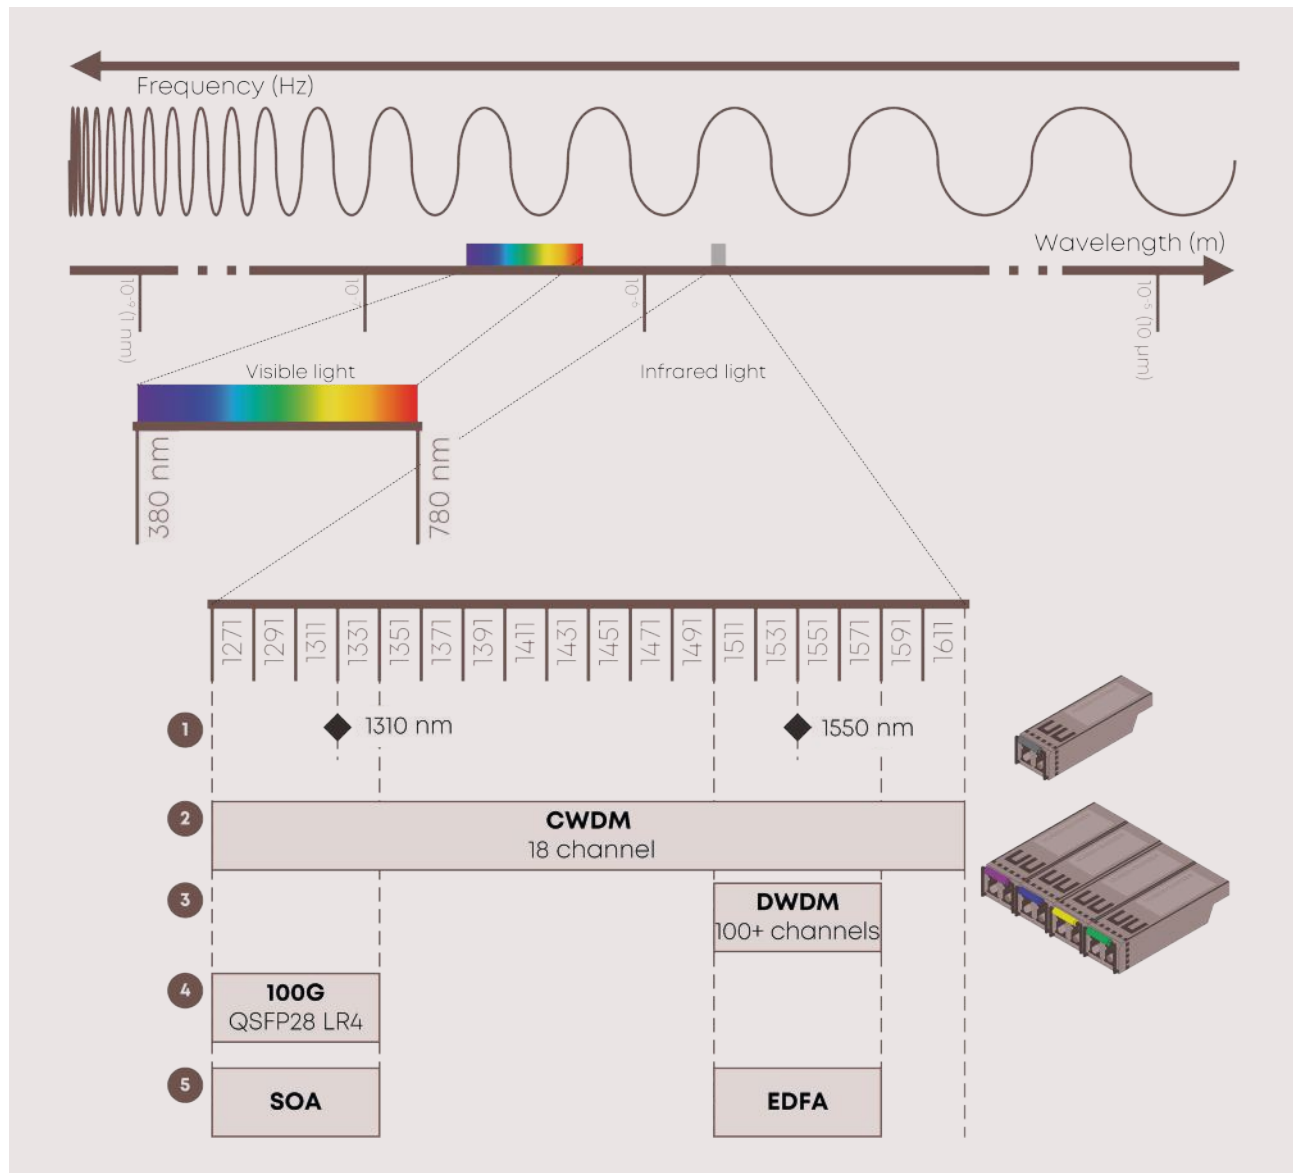 Frequency (Hz)
Wavelength (m)
10⁻⁹ (1 nm)
10⁻⁶
10⁻⁵ (10 µm)
Visible light
Infrared light
380 nm
780 nm
1271
1291
1311
1331
1351
1371
1391
1411
1431
1451
1471
1491
1511
1531
1551
1571
1591
1611
1
1310 nm
1550 nm
2
CWDM
18 channel
3
DWDM
100+ channels
4
100G
QSFP28 LR4
5
SOA
EDFA